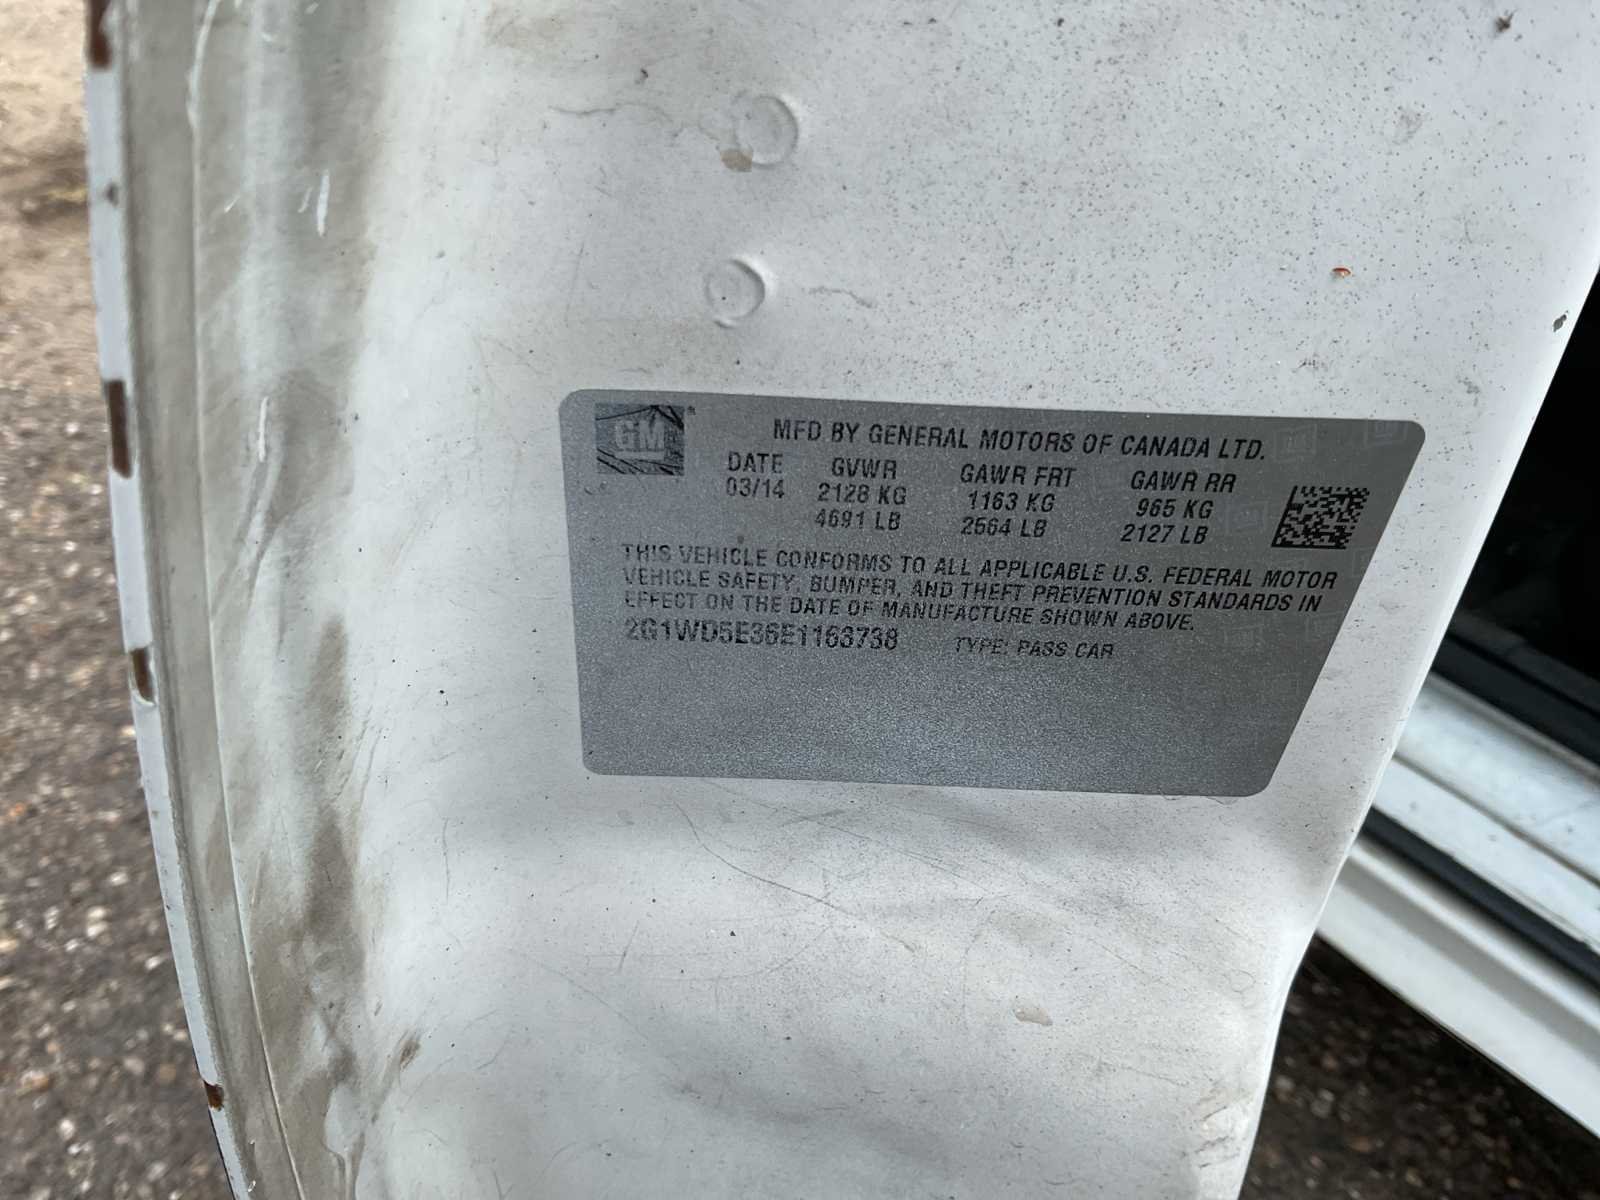 GM
MFD BY GENERAL MOTORS OF CANADA LTD.
DATE GVWR GAWR FRT GAWR RR
03/14 2128 KG 1163 KG 965 KG
4691 LB 2564 LB 2127 LB
THIS VEHICLE CONFORMS TO ALL APPLICABLE U.S. FEDERAL MOTOR
VEHICLE SAFETY, BUMPER, AND THEFT PREVENTION STANDARDS IN
EFFECT ON THE DATE OF MANUFACTURE SHOWN ABOVE.
2G1WD5E36E1163738 TYPE: PASS CAR